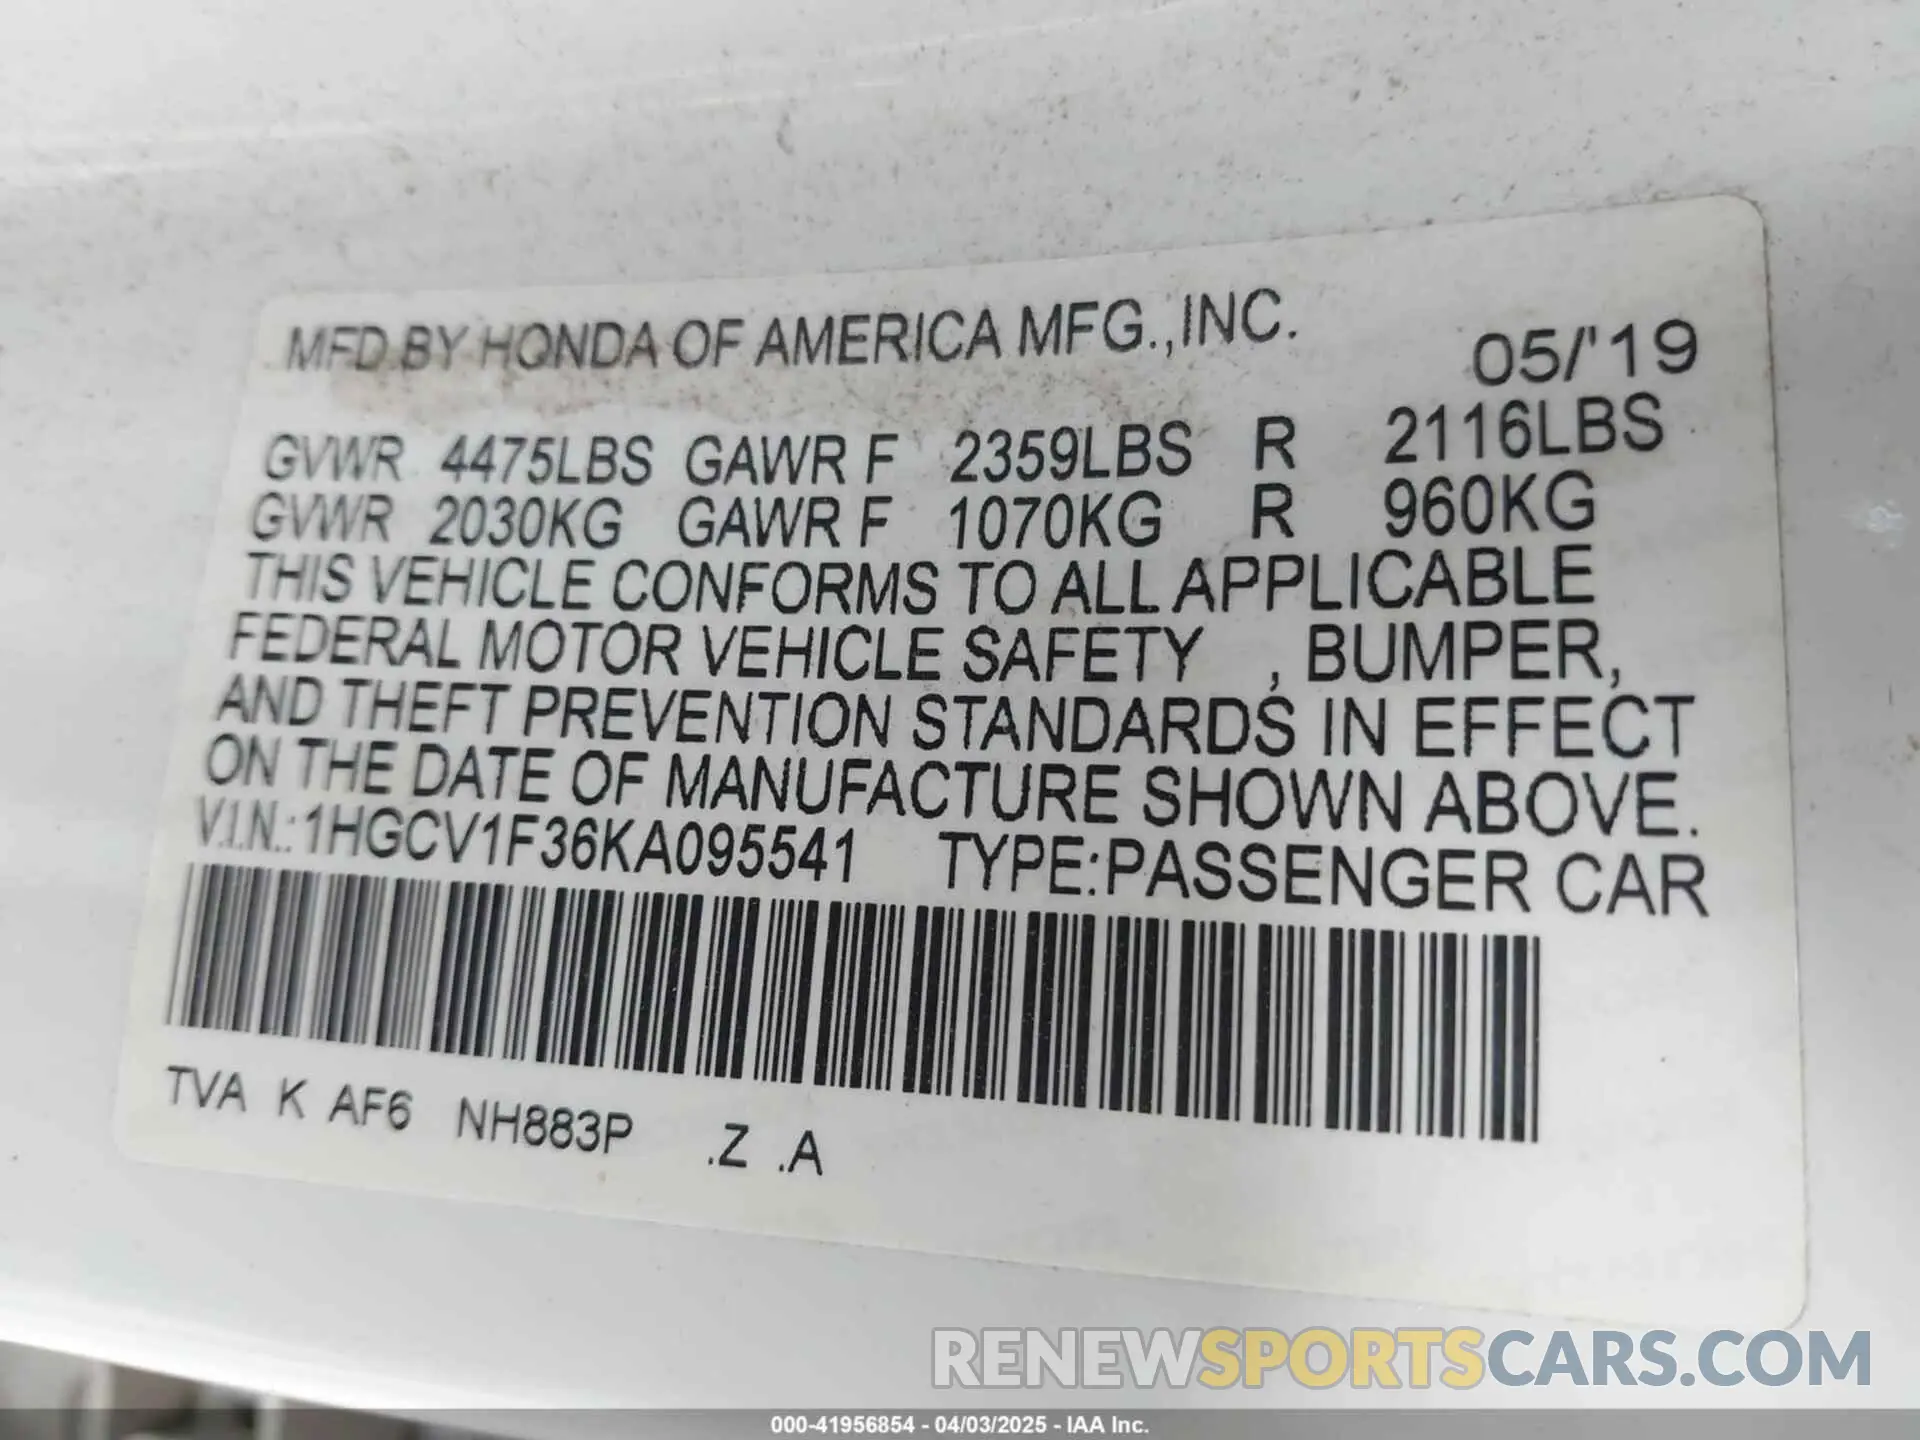 MFD BY HONDA OF AMERICA MFG.,INC. 05/'19
GVWR 4475LBS GAWR F 2359LBS R 2116LBS
GVWR 2030KG GAWR F 1070KG R 960KG
THIS VEHICLE CONFORMS TO ALL APPLICABLE
FEDERAL MOTOR VEHICLE SAFETY , BUMPER,
AND THEFT PREVENTION STANDARDS IN EFFECT
ON THE DATE OF MANUFACTURE SHOWN ABOVE.
V.I.N.:1HGCV1F36KA095541 TYPE:PASSENGER CAR
TVA K AF6 NH883P .Z .A
RENEWSPORTSCARS.COM
000-41956854 - 04/03/2025 - IAA Inc.